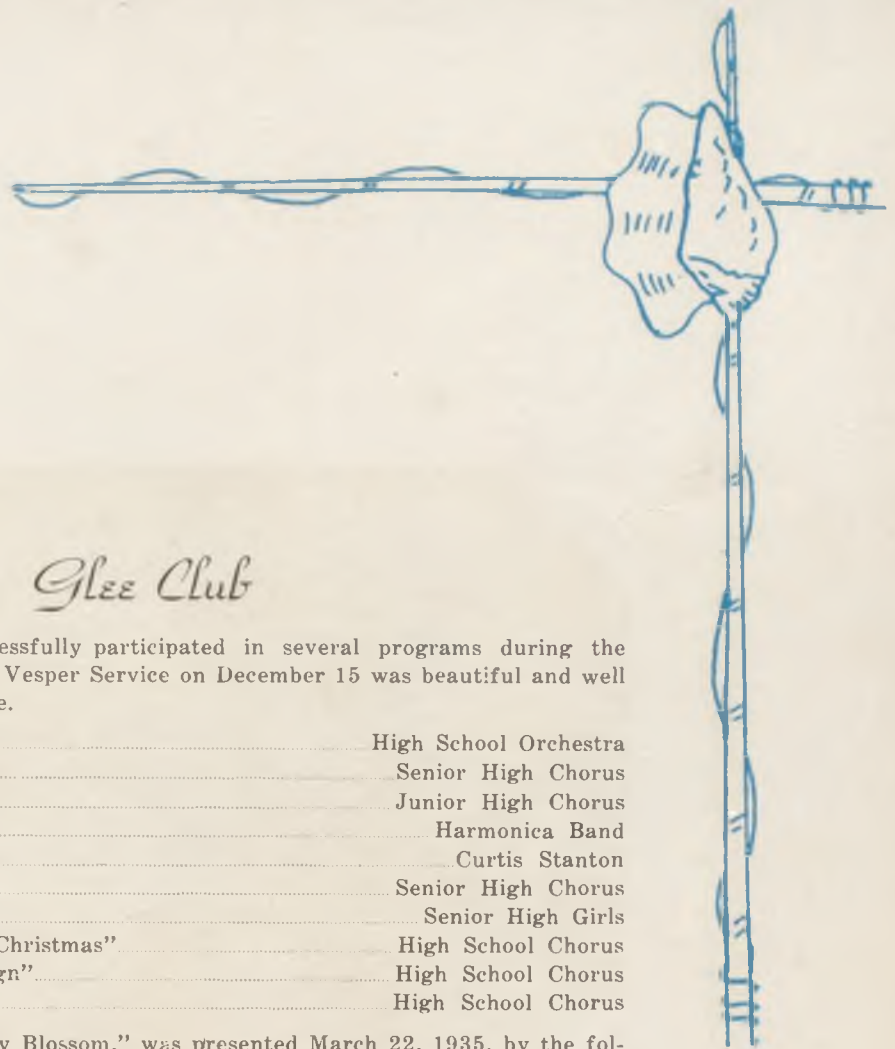 Glee Club
essfully participated in several programs during the
Vesper Service on December 15 was beautiful and well
e.
High School Orchestra
Senior High Chorus
Junior High Chorus
Harmonica Band
Curtis Stanton
Senior High Chorus
Senior High Girls
Christmas" High School Chorus
gn" High School Chorus
High School Chorus
y Blossom," was presented March 22, 1935, by the fol-